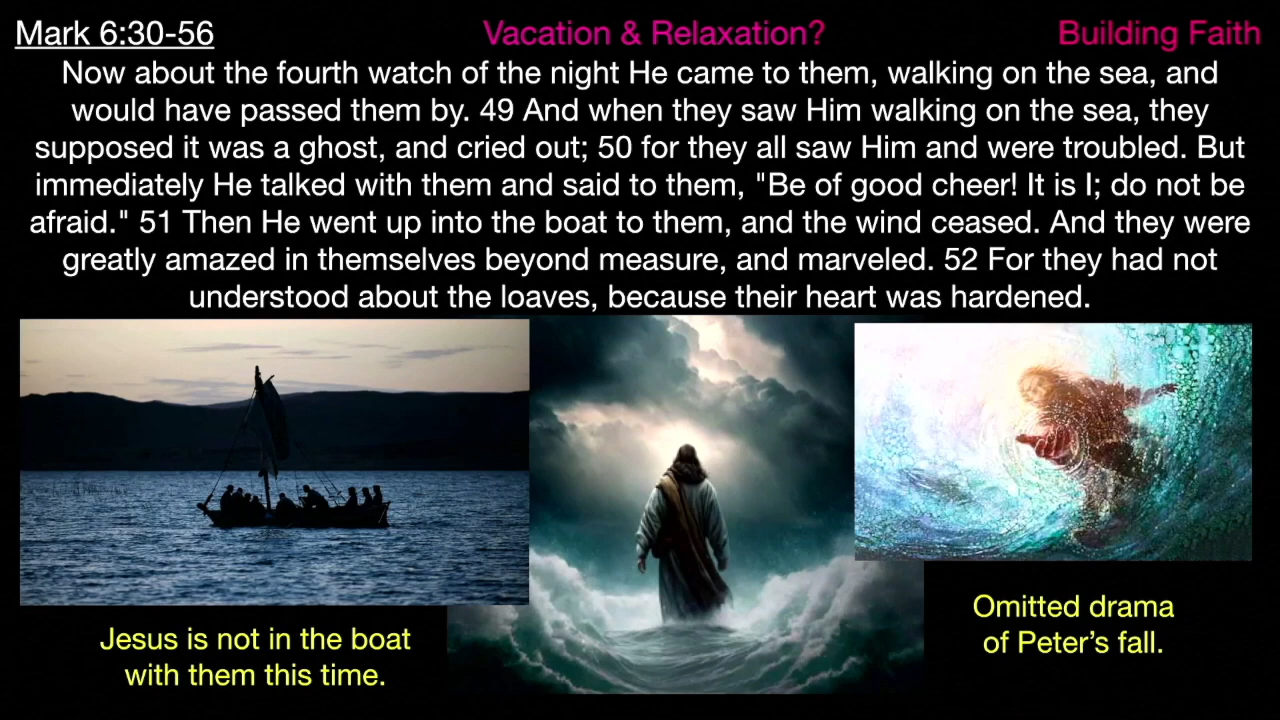 Mark 6:30-56 Vacation & Relaxation? Building Faith
Now about the fourth watch of the night He came to them, walking on the sea, and
would have passed them by. 49 And when they saw Him walking on the sea, they
supposed it was a ghost, and cried out; 50 for they all saw Him and were troubled. But
immediately He talked with them and said to them, "Be of good cheer! It is I; do not be
afraid." 51 Then He went up into the boat to them, and the wind ceased. And they were
greatly amazed in themselves beyond measure, and marveled. 52 For they had not
understood about the loaves, because their heart was hardened.
Jesus is not in the boat
with them this time.
Omitted drama
of Peter’s fall.